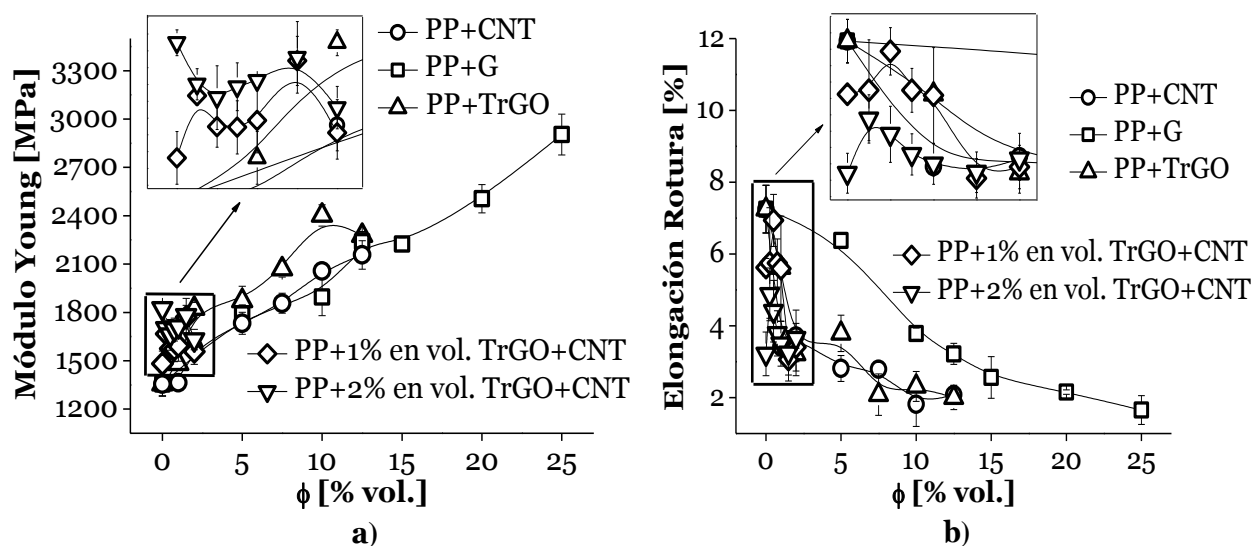 Módulo Young [MPa]
3300
3000
2700
2400
2100
1800
1500
1200
PP+CNT
PP+G
PP+TrGO
PP+1% en vol. TrGO+CNT
PP+2% en vol. TrGO+CNT
0 5 10 15 20 25
ϕ [% vol.]
a)
Elongación Rotura [%]
12
10
8
6
4
2
PP+CNT
PP+G
PP+TrGO
PP+1% en vol. TrGO+CNT
PP+2% en vol. TrGO+CNT
0 5 10 15 20 25
ϕ [% vol.]
b)